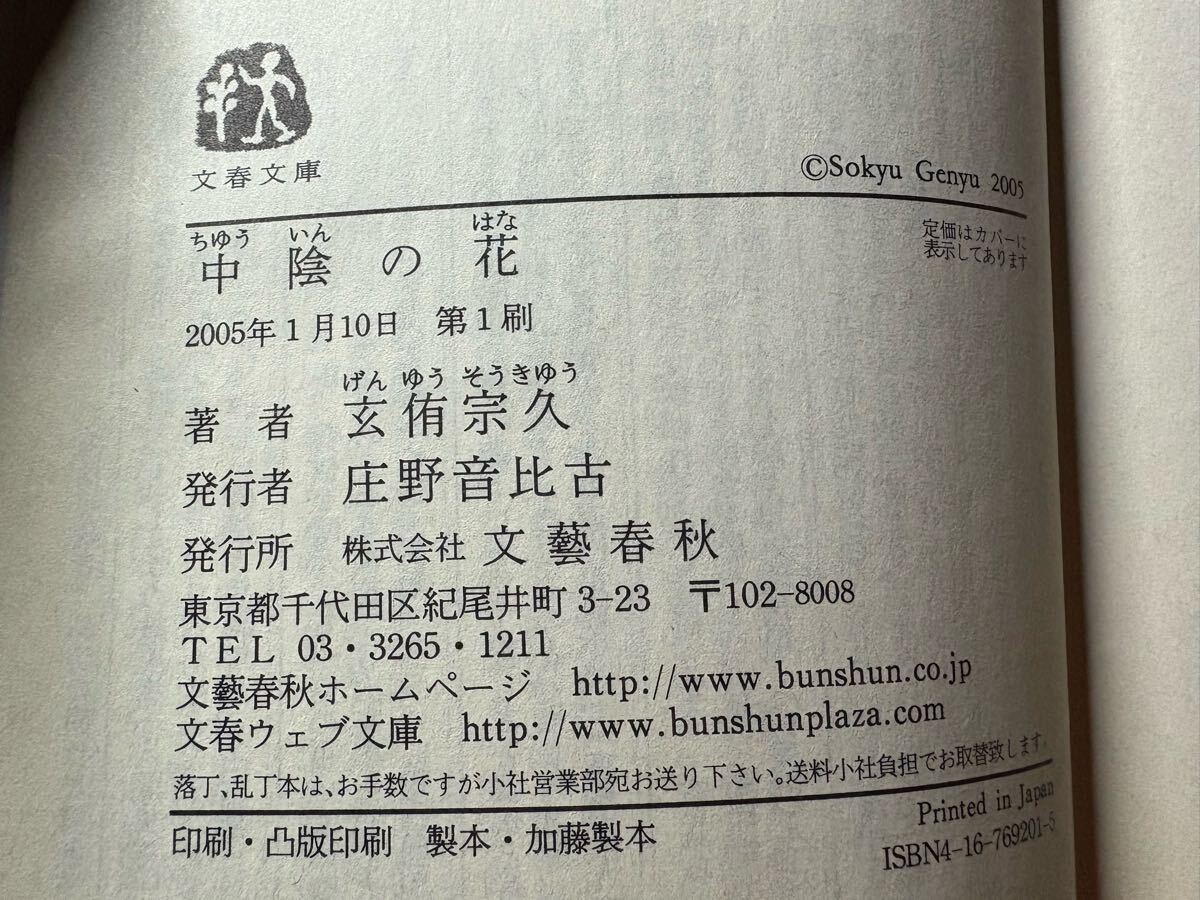 文春文庫
©Sokyu Genyu 2005
定価はカバーに
表示してあります
ちゆう いん はな
中陰の花
2005年1月10日 第1刷
げん ゆう そうきゆう
著者 玄侑宗久
発行者 庄野音比古
発行所 株式会社 文藝春秋
東京都千代田区紀尾井町3-23 〒102-8008
TEL 03・3265・1211
文藝春秋ホームページ http://www.bunshun.co.jp
文春ウェブ文庫 http://www.bunshunplaza.com
落丁、乱丁本は、お手数ですが小社営業部宛お送り下さい。送料小社負担でお取替致します。
印刷・凸版印刷 製本・加藤製本
Printed in Japan
ISBN4-16-769201-5